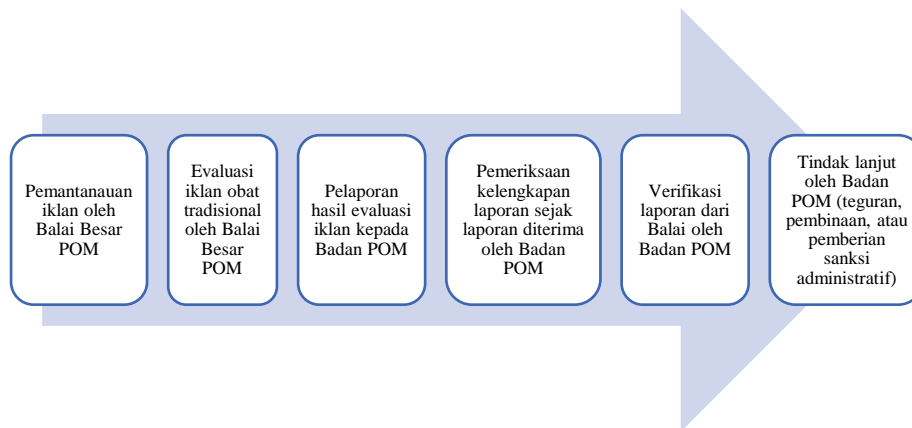 Pemantanauan
iklan oleh
Balai Besar
POM
Evaluasi
iklan obat
tradisional
oleh Balai
Besar
POM
Pelaporan
hasil evaluasi
iklan kepada
Badan POM
Pemeriksaan
kelengkapan
laporan sejak
laporan diterima
oleh Badan
POM
Verifikasi
laporan dari
Balai oleh
Badan POM
Tindak lanjut
oleh Badan
POM (teguran,
pembinaan, atau
pemberian
sanksi
administratif)